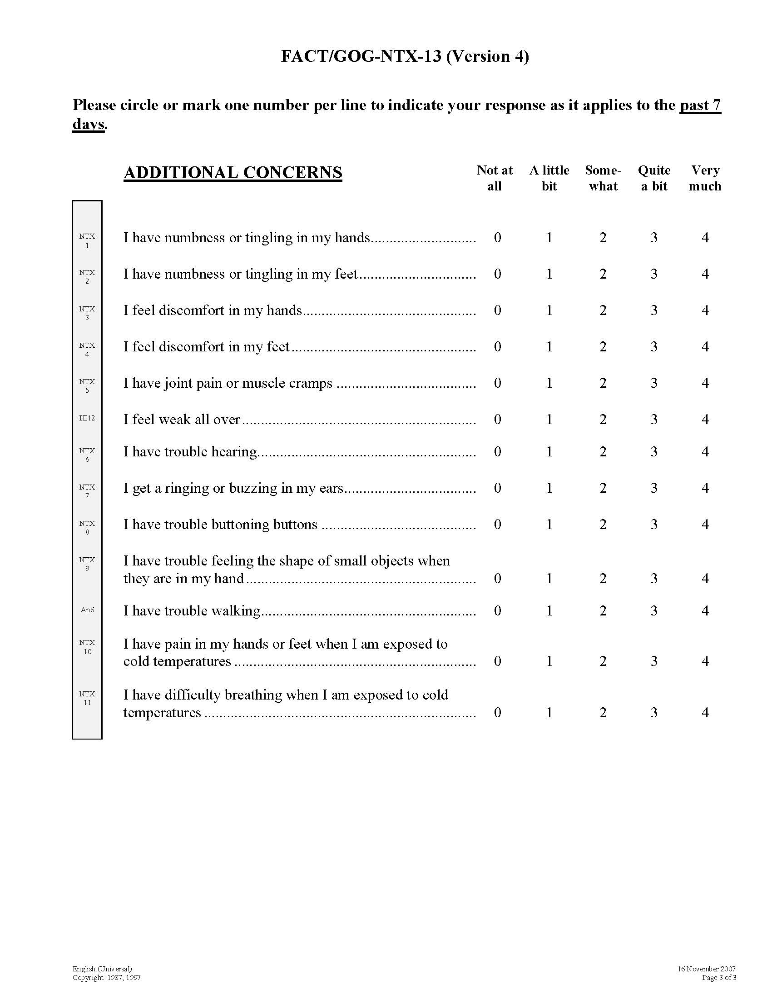 FACT/GOG-NTX-13 (Version 4)
Please circle or mark one number per line to indicate your response as it applies to the past 7
days.
ADDITIONAL CONCERNS
Not at all
A little bit
Some-what
Quite a bit
Very much
NTX 1 I have numbness or tingling in my hands............................ 0 1 2 3 4
NTX 2 I have numbness or tingling in my feet............................... 0 1 2 3 4
NTX 3 I feel discomfort in my hands.............................................. 0 1 2 3 4
NTX 4 I feel discomfort in my feet................................................. 0 1 2 3 4
NTX 5 I have joint pain or muscle cramps ..................................... 0 1 2 3 4
HI12 I feel weak all over.............................................................. 0 1 2 3 4
NTX 6 I have trouble hearing.......................................................... 0 1 2 3 4
NTX 7 I get a ringing or buzzing in my ears................................... 0 1 2 3 4
NTX 8 I have trouble buttoning buttons ......................................... 0 1 2 3 4
NTX 9 I have trouble feeling the shape of small objects when
they are in my hand............................................................. 0 1 2 3 4
An6 I have trouble walking......................................................... 0 1 2 3 4
NTX 10 I have pain in my hands or feet when I am exposed to
cold temperatures ................................................................ 0 1 2 3 4
NTX 11 I have difficulty breathing when I am exposed to cold
temperatures ........................................................................ 0 1 2 3 4
English (Universal)
Copyright 1987, 1997
16 November 2007
Page 3 of 3